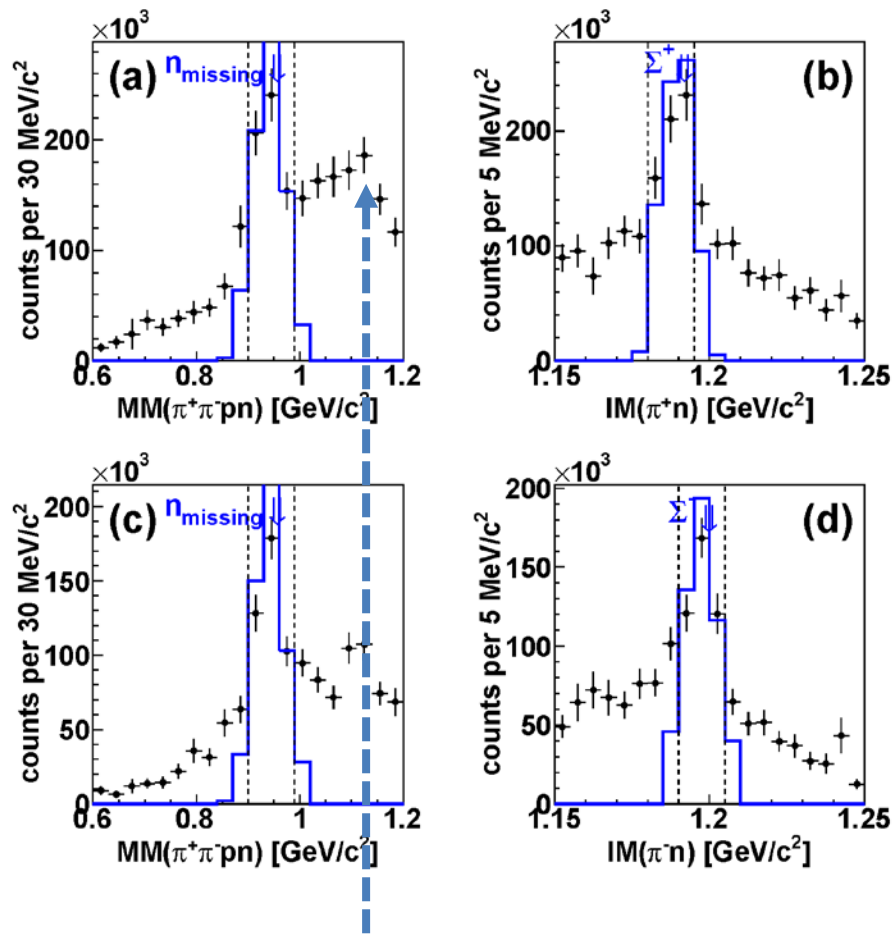 ×10³
(a)
n missing
counts per 30 MeV/c²
200
100
0
0.6 0.8 1 1.2
MM(π⁺π⁻pn) [GeV/c²]
×10³
(b)
Σ⁺
counts per 5 MeV/c²
200
100
0
1.15 1.2 1.25
IM(π⁺n) [GeV/c²]
×10³
(c)
n missing
counts per 30 MeV/c²
200
150
100
50
0
0.6 0.8 1 1.2
MM(π⁺π⁻pn) [GeV/c²]
×10³
(d)
Σ⁻
counts per 5 MeV/c²
200
150
100
50
0
1.15 1.2 1.25
IM(π⁻n) [GeV/c²]